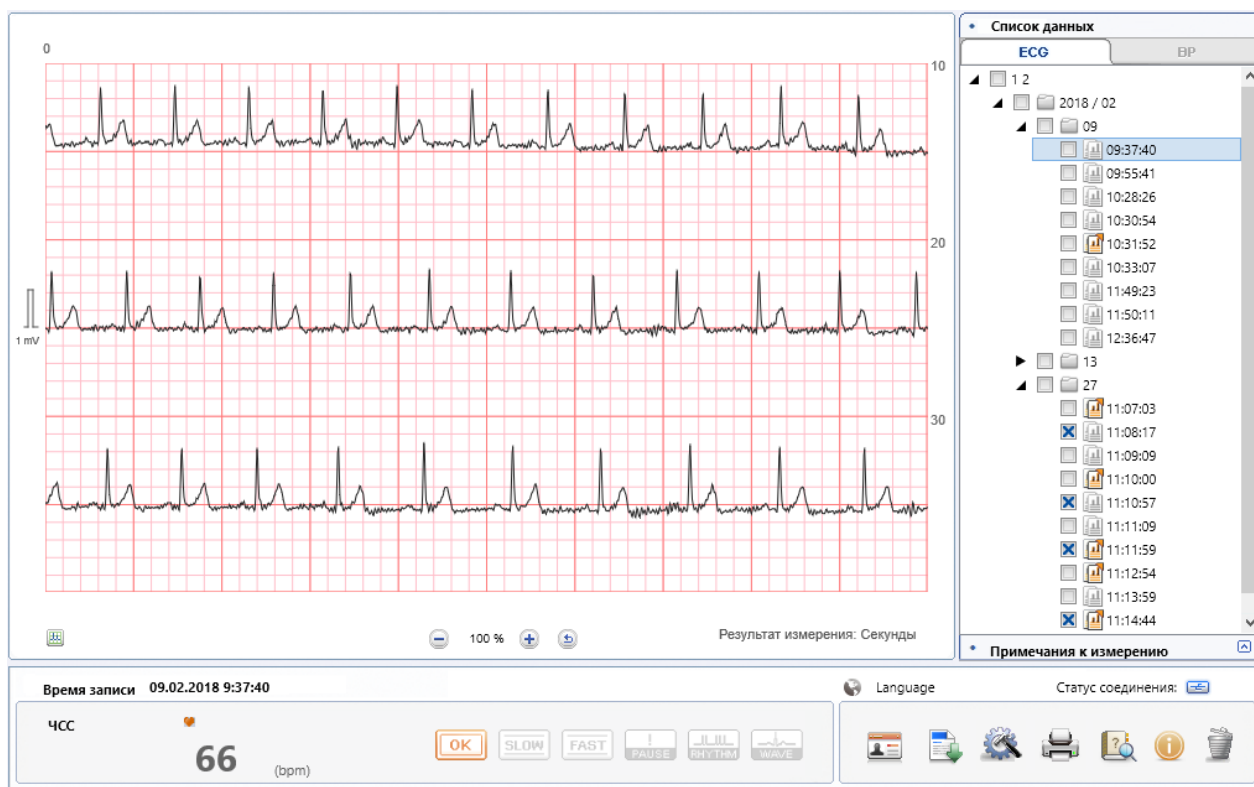 0
10
20
1 mV
30
100 %
Результат измерения: Секунды
Список данных
ECG
BP
1 2
2018 / 02
09
09:37:40
09:55:41
10:28:26
10:30:54
10:31:52
10:33:07
11:49:23
11:50:11
12:36:47
13
27
11:07:03
11:08:17
11:09:09
11:10:00
11:10:57
11:11:09
11:11:59
11:12:54
11:13:59
11:14:44
Примечания к измерению
Время записи 09.02.2018 9:37:40
Language
Статус соединения:
ЧСС
66
(bpm)
OK
SLOW
FAST
! PAUSE
RHYTHM
WAVE